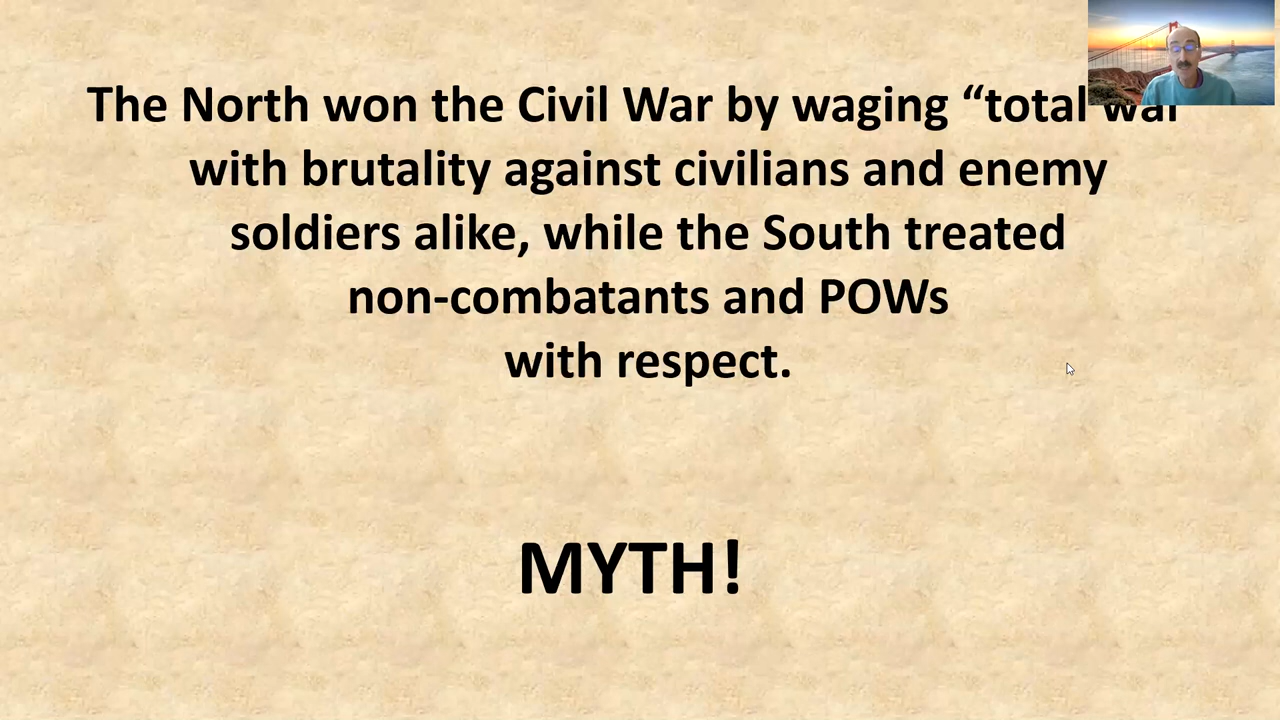 The North won the Civil War by waging “total war
with brutality against civilians and enemy
soldiers alike, while the South treated
non-combatants and POWs
with respect.
MYTH!